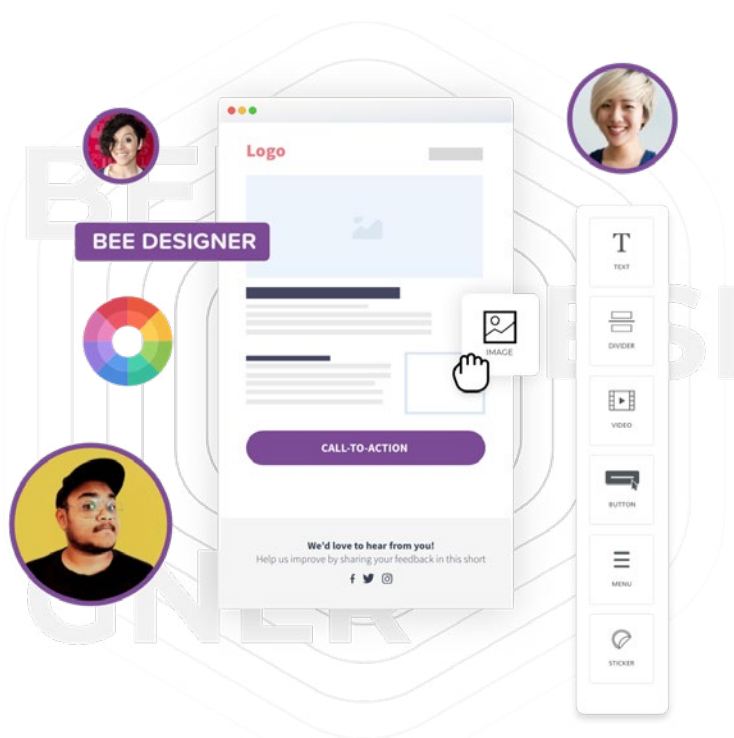 BEE DESIGNER
Logo
CALL-TO-ACTION
We'd love to hear from you!
Help us improve by sharing your feedback in this short
IMAGE
TEXT
DIVIDER
VIDEO
BUTTON
MENU
STICKER